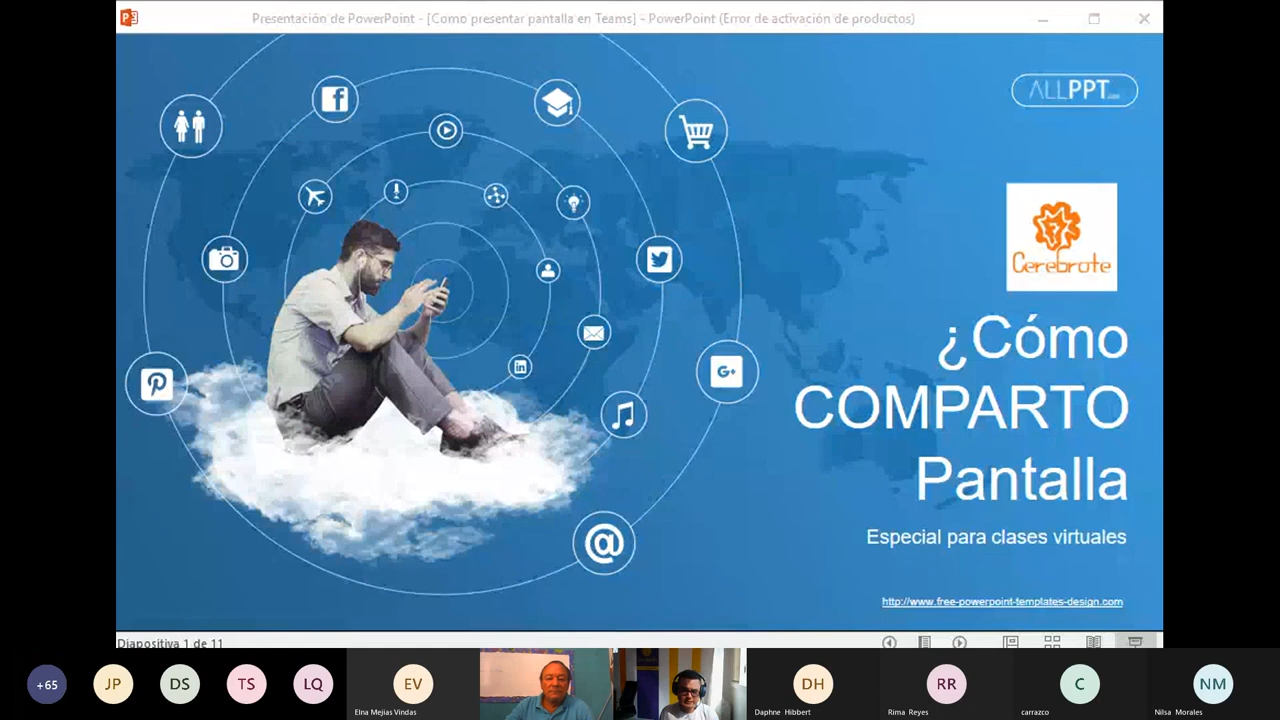 Presentación de PowerPoint - [Como presentar pantalla en Teams] - PowerPoint (Error de activación de productos)
ALLPPT.com
Cerebrote
¿Cómo
COMPARTO
Pantalla
Especial para clases virtuales
http://www.free-powerpoint-templates-design.com
Diapositiva 1 de 11
+65
JP
DS
TS
LQ
EV
DH
RR
C
NM
Elna Mejias Vindas
Daphne Hibbert
Rima Reyes
carrazco
Nilsa Morales